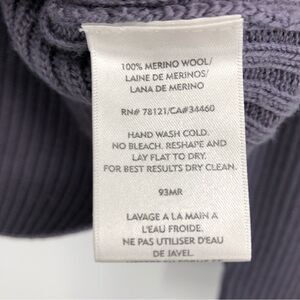 100% MERINO WOOL/
LAINE DE MERINOS/
LANA DE MERINO
RN# 78121/CA#34460
HAND WASH COLD.
NO BLEACH. RESHAPE AND
LAY FLAT TO DRY.
FOR BEST RESULTS DRY CLEAN.
93MR
LAVAGE A LA MAIN A
L'EAU FROIDE.
NE PAS UTILISER D'EAU
DE JAVEL.